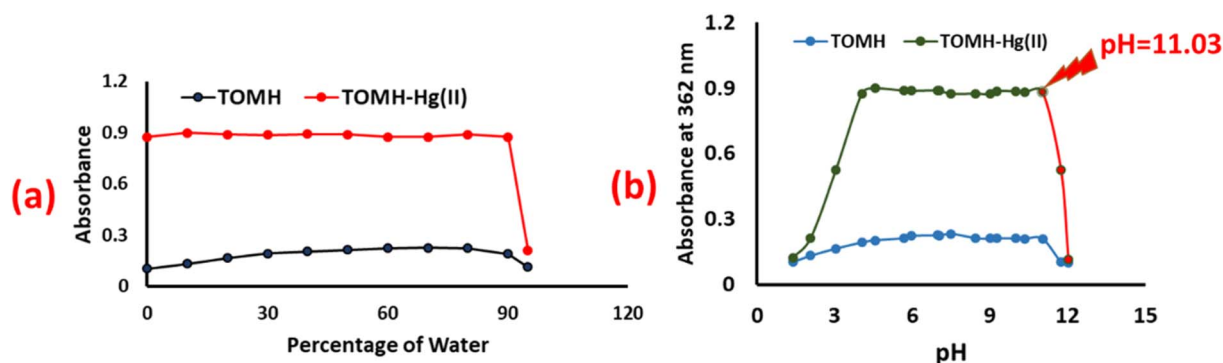 (a)
Absorbance
1.2
0.9
0.6
0.3
0
TOMH TOMH-Hg(II)
0 30 60 90 120
Percentage of Water
(b)
Absorbance at 362 nm
1.2
0.9
0.6
0.3
0
TOMH TOMH-Hg(II)
pH=11.03
0 3 6 9 12 15
pH